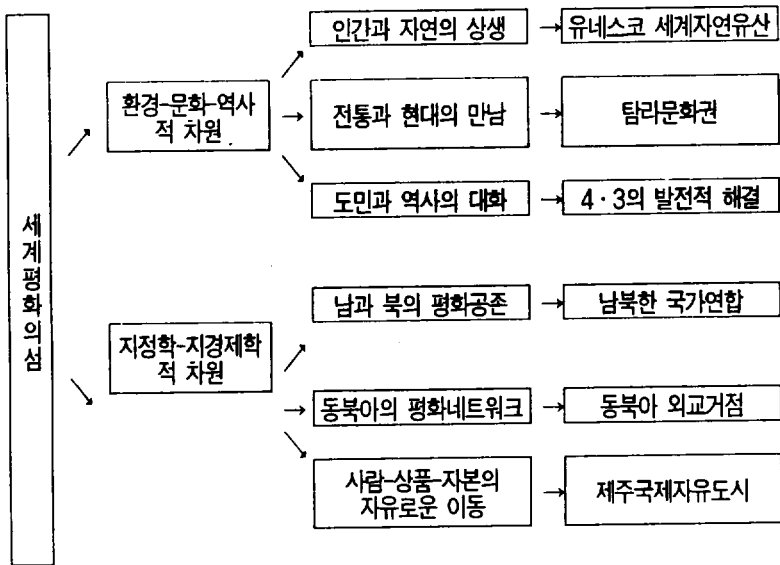 세계평화의섬
환경-문화-역사
적 차원
인간과 자연의 상생
유네스코 세계자연유산
전통과 현대의 만남
탐라문화권
도민과 역사의 대화
4·3의 발전적 해결
지정학-지경제학
적 차원
남과 북의 평화공존
남북한 국가연합
동북아의 평화네트워크
동북아 외교거점
사람-상품-자본의
자유로운 이동
제주국제자유도시